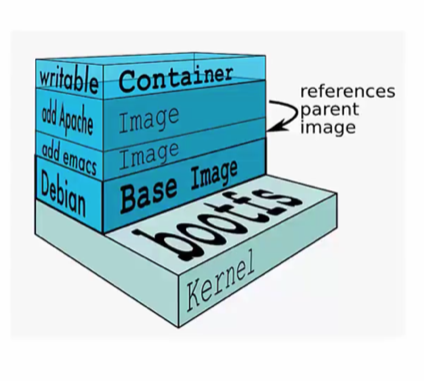 writable Container
add Apache Image
add emacs Image
Debian Base Image
bootfs
Kernel
references
parent
image